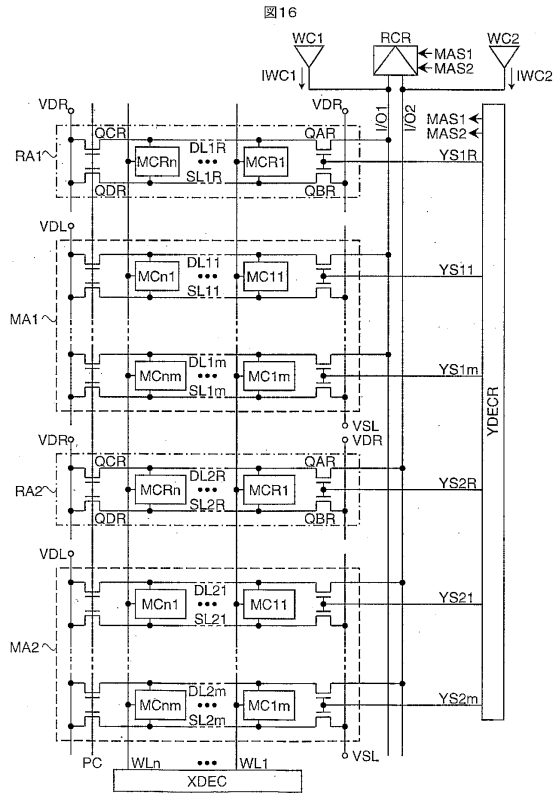 図16
WC1 RCR WC2
MAS1
MAS2
IWC1 IWC2
I/O1 I/O2
MAS1
MAS2
VDR VDR
RA1 QCR DL1R QAR YS1R
MCRn ••• MCR1
QDR SL1R QBR
VDL
MA1
DL11 YS11
MCn1 ••• MC11
SL11
DL1m YS1m
MCnm ••• MC1m
SL1m
VSL
VDR VDR
RA2 QCR DL2R QAR YS2R
MCRn ••• MCR1
QDR SL2R QBR
VDL
MA2
DL21 YS21
MCn1 ••• MC11
SL21
DL2m YS2m
MCnm ••• MC1m
SL2m
YDECR
PC WLn ••• WL1 VSL
XDEC